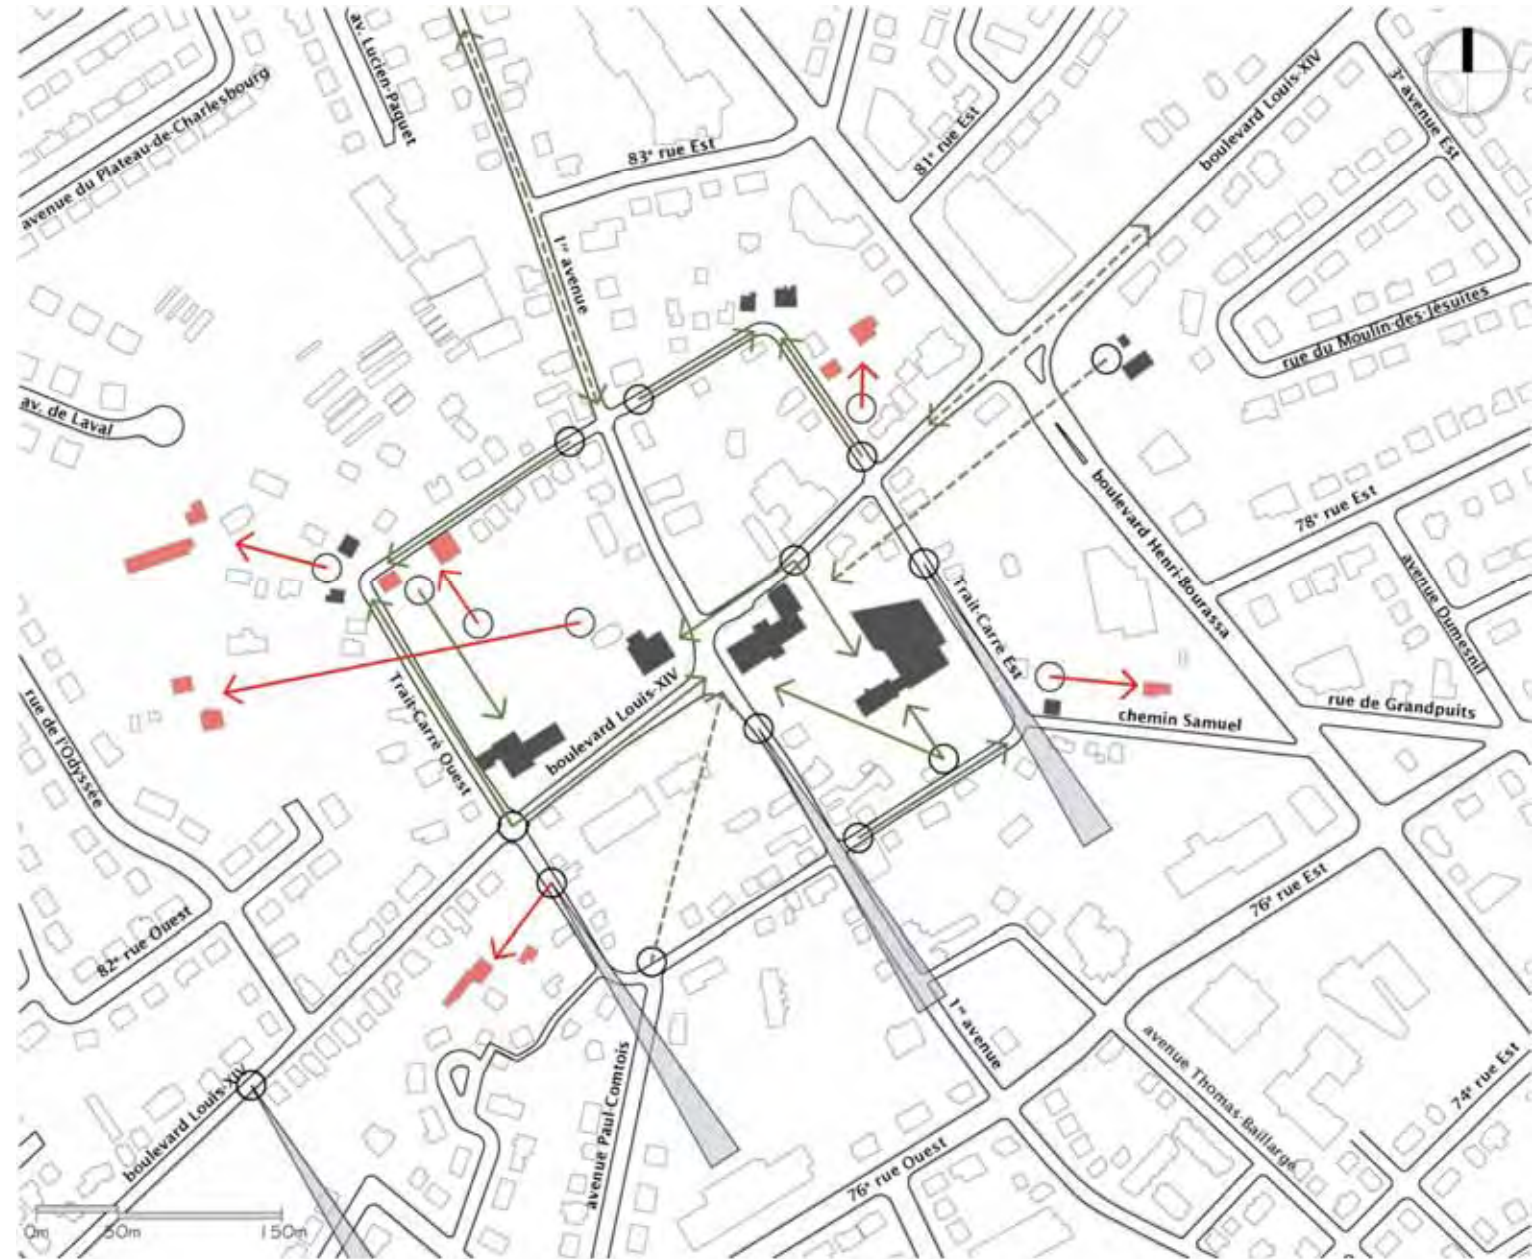 av. Lucien-Paquet
avenue du Plateau-de-Charlesbourg
83e rue Est
81e rue Est
boulevard Louis-XIV
3e avenue Est
1re avenue
rue du Moulin-des-Jésuites
av. de Laval
boulevard Henri-Bourassa
78e rue Est
avenue Dumesnil
Trait-Carré Est
rue de l'Odyssée
Trait-Carré Ouest
boulevard Louis-XIV
chemin Samuel
rue de Grandpuits
82e rue Ouest
76e rue Est
1re avenue
avenue Thomas-Baillargé
74e rue Est
boulevard Louis-XIV
avenue Paul-Comtois
76e rue Ouest
0m 50m 150m